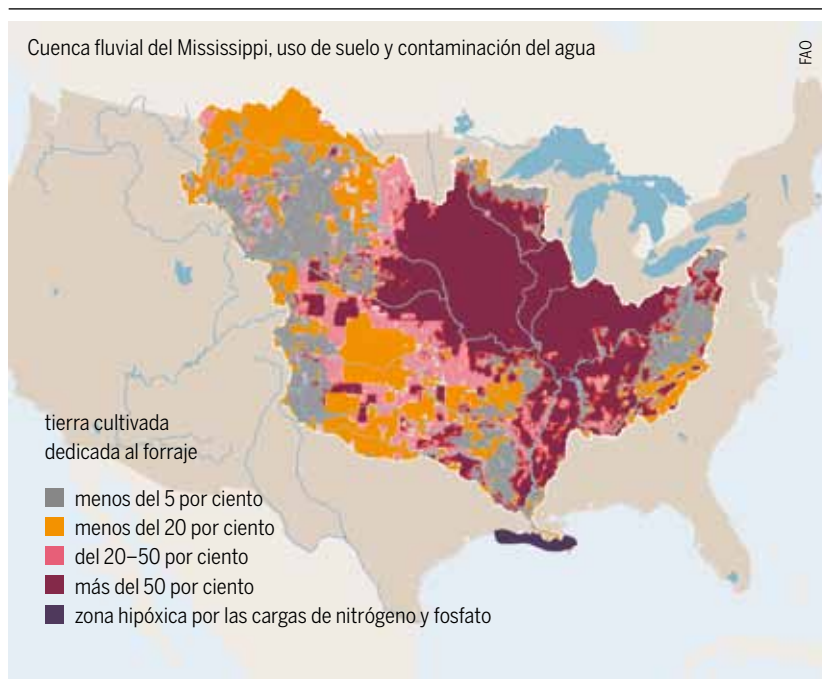 Cuenca fluvial del Mississippi, uso de suelo y contaminación del agua
FAO
tierra cultivada
dedicada al forraje
menos del 5 por ciento
menos del 20 por ciento
del 20–50 por ciento
más del 50 por ciento
zona hipóxica por las cargas de nitrógeno y fosfato